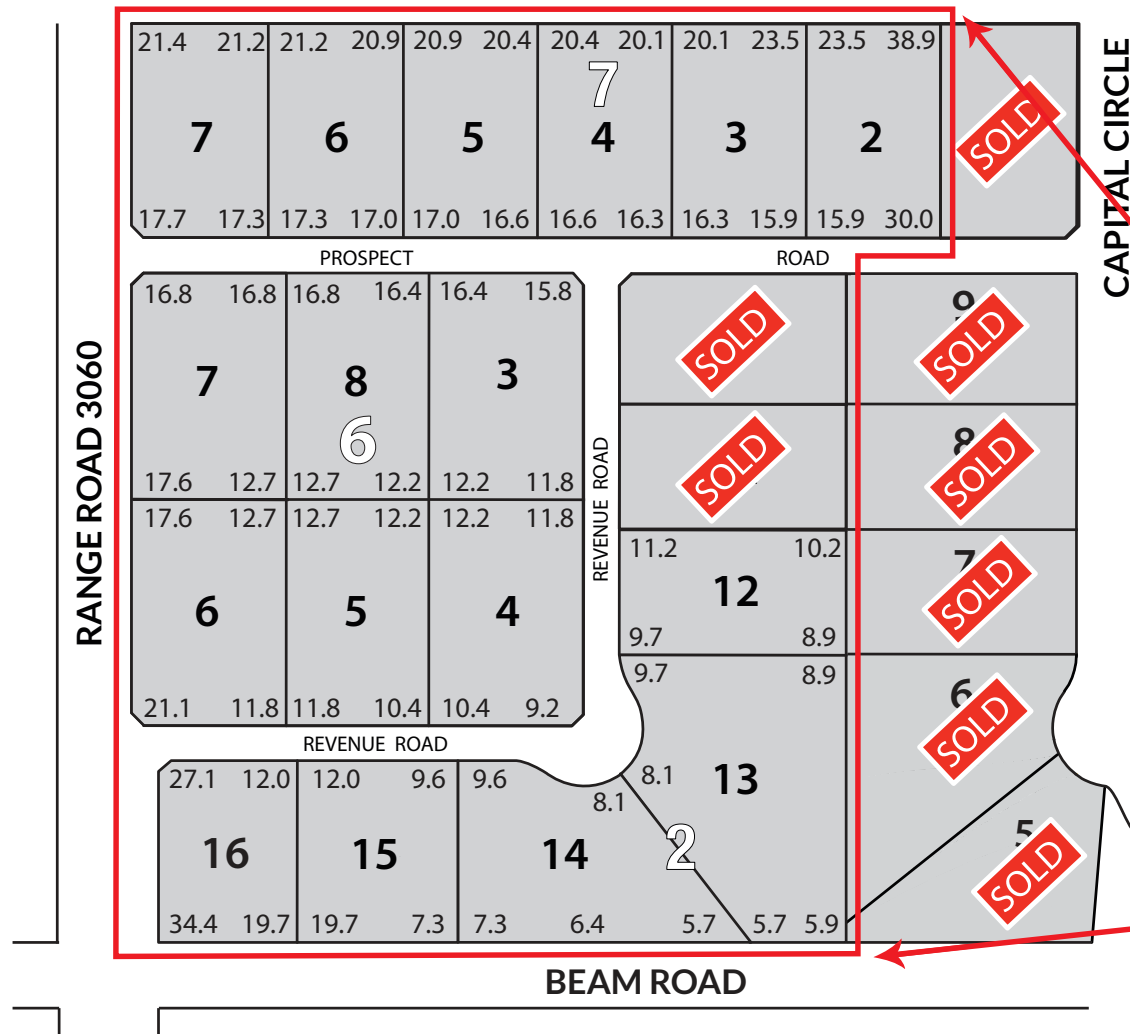 21.4 21.2 21.2 20.9 20.9 20.4 20.4 20.1 20.1 23.5 23.5 38.9
7
7 6 5 4 3 2 SOLD
17.7 17.3 17.3 17.0 17.0 16.6 16.6 16.3 16.3 15.9 15.9 30.0
CAPITAL CIRCLE
PROSPECT ROAD
16.8 16.8 16.8 16.4 16.4 15.8
9
SOLD SOLD
7 8 3
6
8
SOLD SOLD
17.6 12.7 12.7 12.2 12.2 11.8
RANGE ROAD 3060
REVENUE ROAD
17.6 12.7 12.7 12.2 12.2 11.8
11.2 10.2
7
12
SOLD
6 5 4
9.7 8.9
9.7 8.9
6
SOLD
21.1 11.8 11.8 10.4 10.4 9.2
REVENUE ROAD
27.1 12.0 12.0 9.6 9.6 8.1 8.1
13
2
5
SOLD
16 15 14
34.4 19.7 19.7 7.3 7.3 6.4 5.7 5.7 5.9
BEAM ROAD